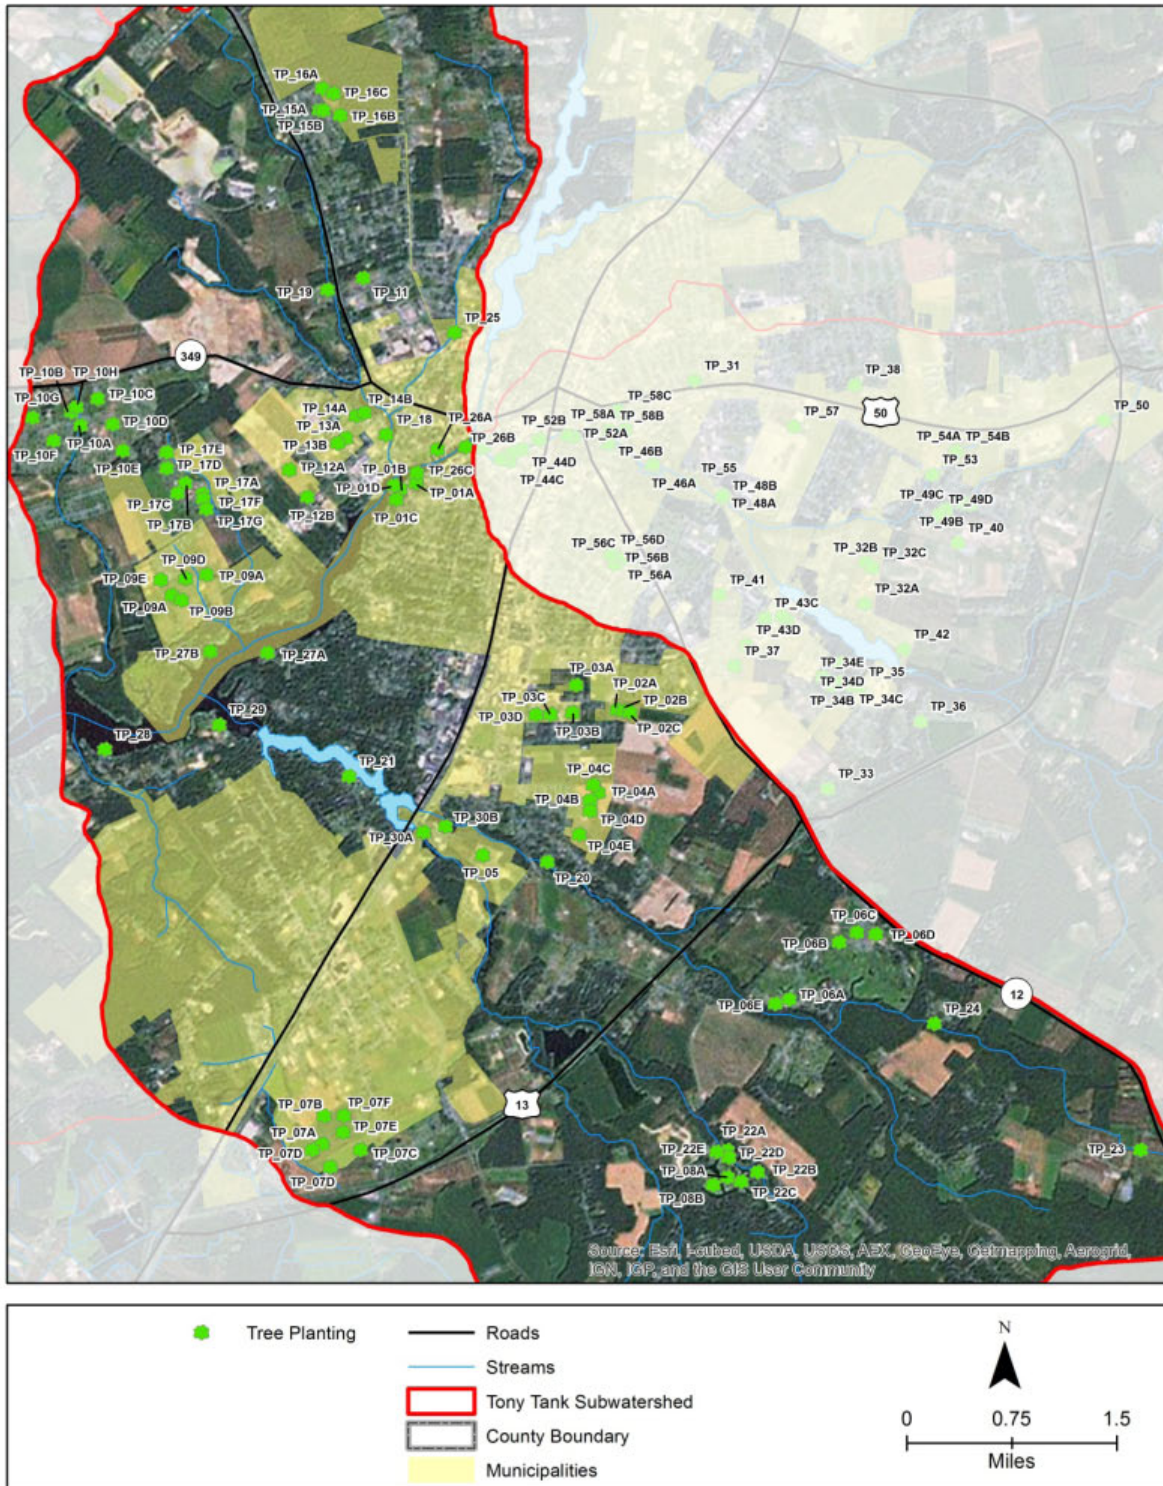 TP_16A
TP_16C
TP_15A
TP_16B
TP_15B
TP_19
TP_11
TP_25
349
TP_10B
TP_10H
TP_10G
TP_10C
TP_10D
TP_10A
TP_10F
TP_10E
TP_14B
TP_14A
TP_18
TP_13A
TP_13B
TP_26A
TP_26B
TP_17E
TP_17D
TP_12A
TP_01B
TP_26C
TP_17A
TP_01D
TP_01A
TP_17C
TP_17F
TP_12B
TP_01C
TP_17B
TP_17G
TP_09D
TP_09E
TP_09A
TP_09A
TP_09B
TP_27B
TP_27A
TP_31
TP_38
TP_58C
TP_57
50
TP_50
TP_52B
TP_58A
TP_58B
TP_52A
TP_54A
TP_54B
TP_46B
TP_53
TP_44D
TP_44C
TP_46A
TP_55
TP_48B
TP_48A
TP_49C
TP_49D
TP_49B
TP_40
TP_56C
TP_56D
TP_56B
TP_56A
TP_32B
TP_32C
TP_32A
TP_41
TP_43C
TP_43D
TP_42
TP_37
TP_34E
TP_35
TP_34D
TP_34B
TP_34C
TP_36
TP_33
TP_03A
TP_02A
TP_03C
TP_02B
TP_03D
TP_03B
TP_02C
TP_29
TP_28
TP_21
TP_04C
TP_04A
TP_04B
TP_04D
TP_30B
TP_30A
TP_04E
TP_05
TP_20
TP_06C
TP_06B
TP_06D
TP_06E
TP_06A
12
TP_24
13
TP_07B
TP_07F
TP_07A
TP_07E
TP_07D
TP_07C
TP_07D
TP_22A
TP_22E
TP_22D
TP_08A
TP_22B
TP_08B
TP_22C
TP_23
Source: Esri, i-cubed, USDA, USGS, AEX, GeoEye, Getmapping, Aerogrid,
IGN, IGP, and the GIS User Community
Tree Planting
Roads
Streams
Tony Tank Subwatershed
County Boundary
Municipalities
N
0 0.75 1.5
Miles